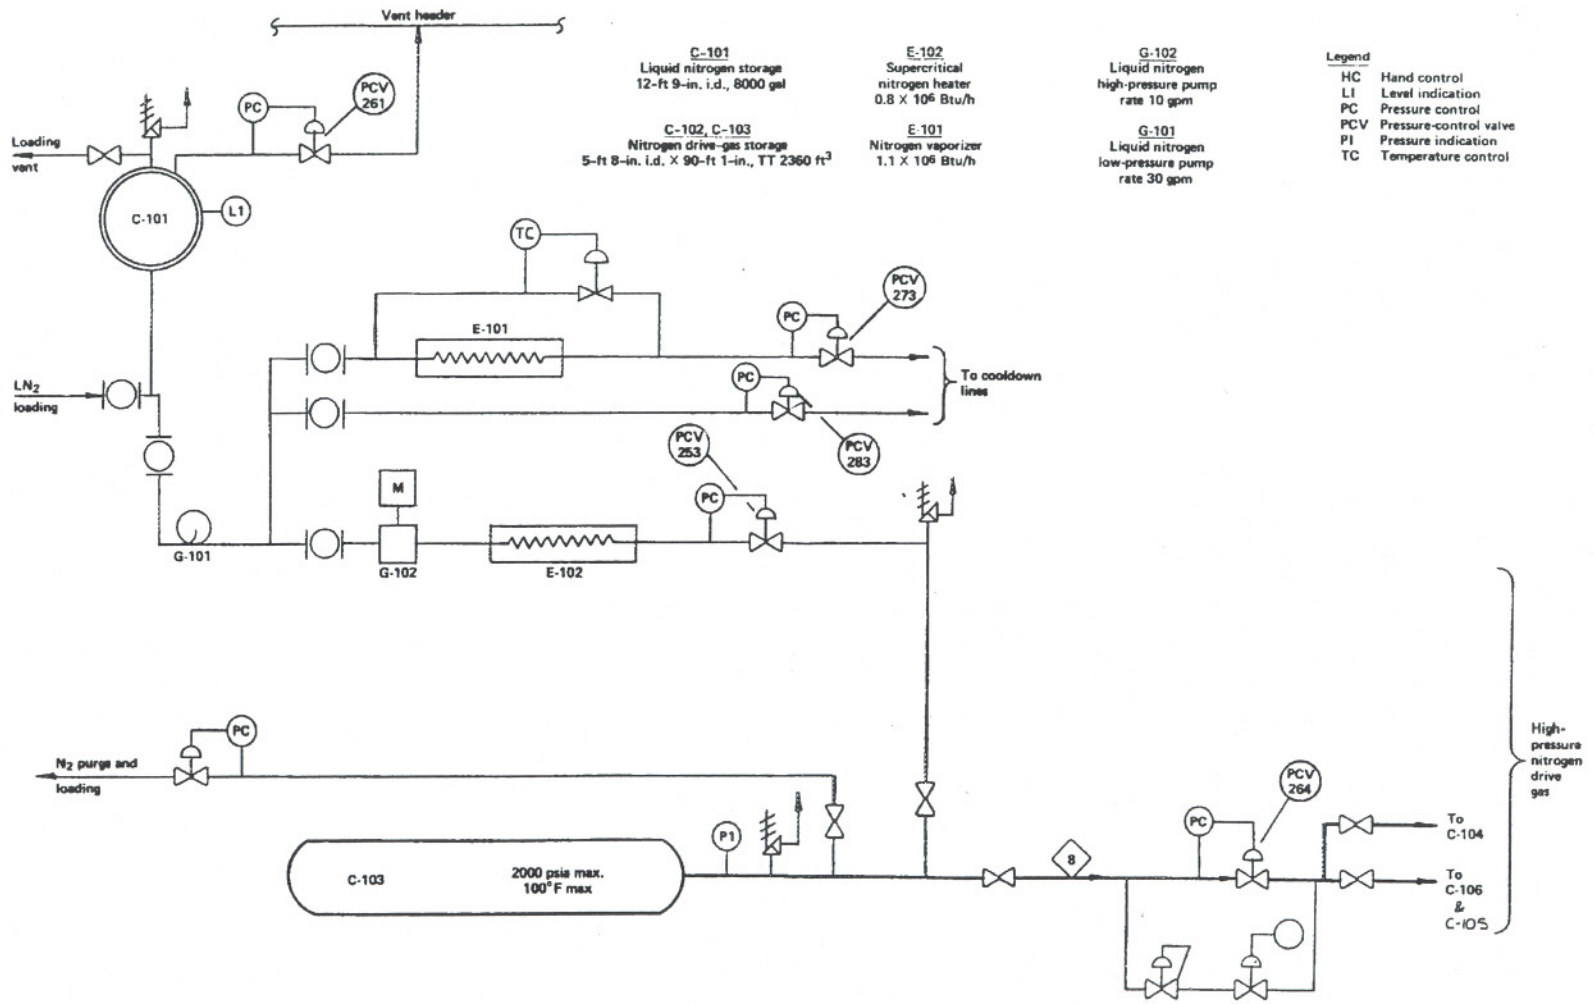 Vent header
C-101
Liquid nitrogen storage
12-ft 9-in. i.d., 8000 gal
E-102
Supercritical
nitrogen heater
0.8 X 10⁶ Btu/h
G-102
Liquid nitrogen
high-pressure pump
rate 10 gpm
Legend
HC Hand control
LI Level indication
PC Pressure control
PCV Pressure-control valve
PI Pressure indication
TC Temperature control
C-102, C-103
Nitrogen drive-gas storage
5-ft 8-in. i.d. X 90-ft 1-in., TT 2360 ft³
E-101
Nitrogen vaporizer
1.1 X 10⁶ Btu/h
G-101
Liquid nitrogen
low-pressure pump
rate 30 gpm
PC
PCV
261
Loading
vent
C-101
L1
TC
PCV
273
E-101
PC
LN₂
loading
PC
To cooldown
lines
PCV
253
PCV
283
M
PC
G-101
G-102
E-102
PC
N₂ purge and
loading
High-
pressure
nitrogen
drive
gas
PCV
264
P1
PC
To
C-104
8
C-103
2000 psia max.
100°F max
To
C-106
&
C-105